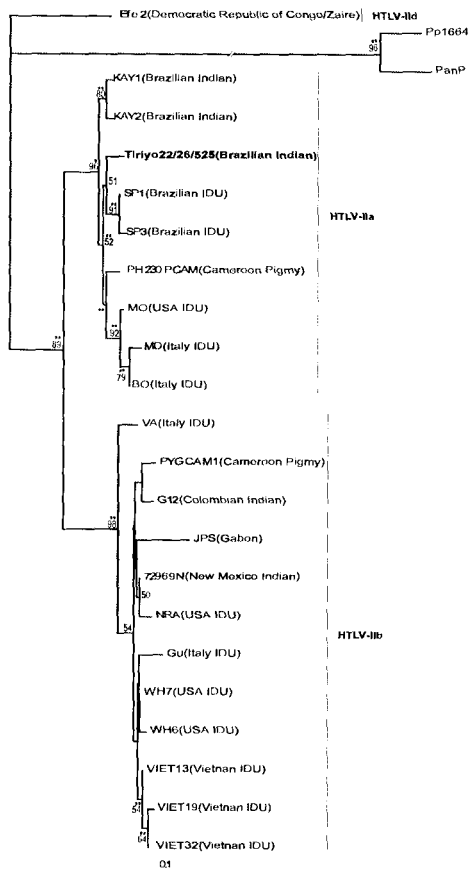 Efe2(Democratic Republic of Congo/Zaire) HTLV-IId
Pp1664
96
PanP
KAY1(Brazilian Indian)
KAY2(Brazilian Indian)
Tiriyo22/26/525(Brazilian Indian)
51
SP1(Brazilian IDU)
HTLV-IIa
SP3(Brazilian IDU)
52
PH230 PCAM(Cameroon Pigmy)
**
MO(USA IDU)
92
MD(Italy IDU)
79
BO(Italy IDU)
VA(Italy IDU)
PYGCAM1(Cameroon Pigmy)
G12(Colombian Indian)
JPS(Gabon)
72969N(New Mexico Indian)
50
NRA(USA IDU)
54
HTLV-IIb
Gu(Italy IDU)
WH7(USA IDU)
WH6(USA IDU)
VIET13(Vietnan IDU)
VIET19(Vietnan IDU)
54
64
VIET32(Vietnan IDU)
0.1